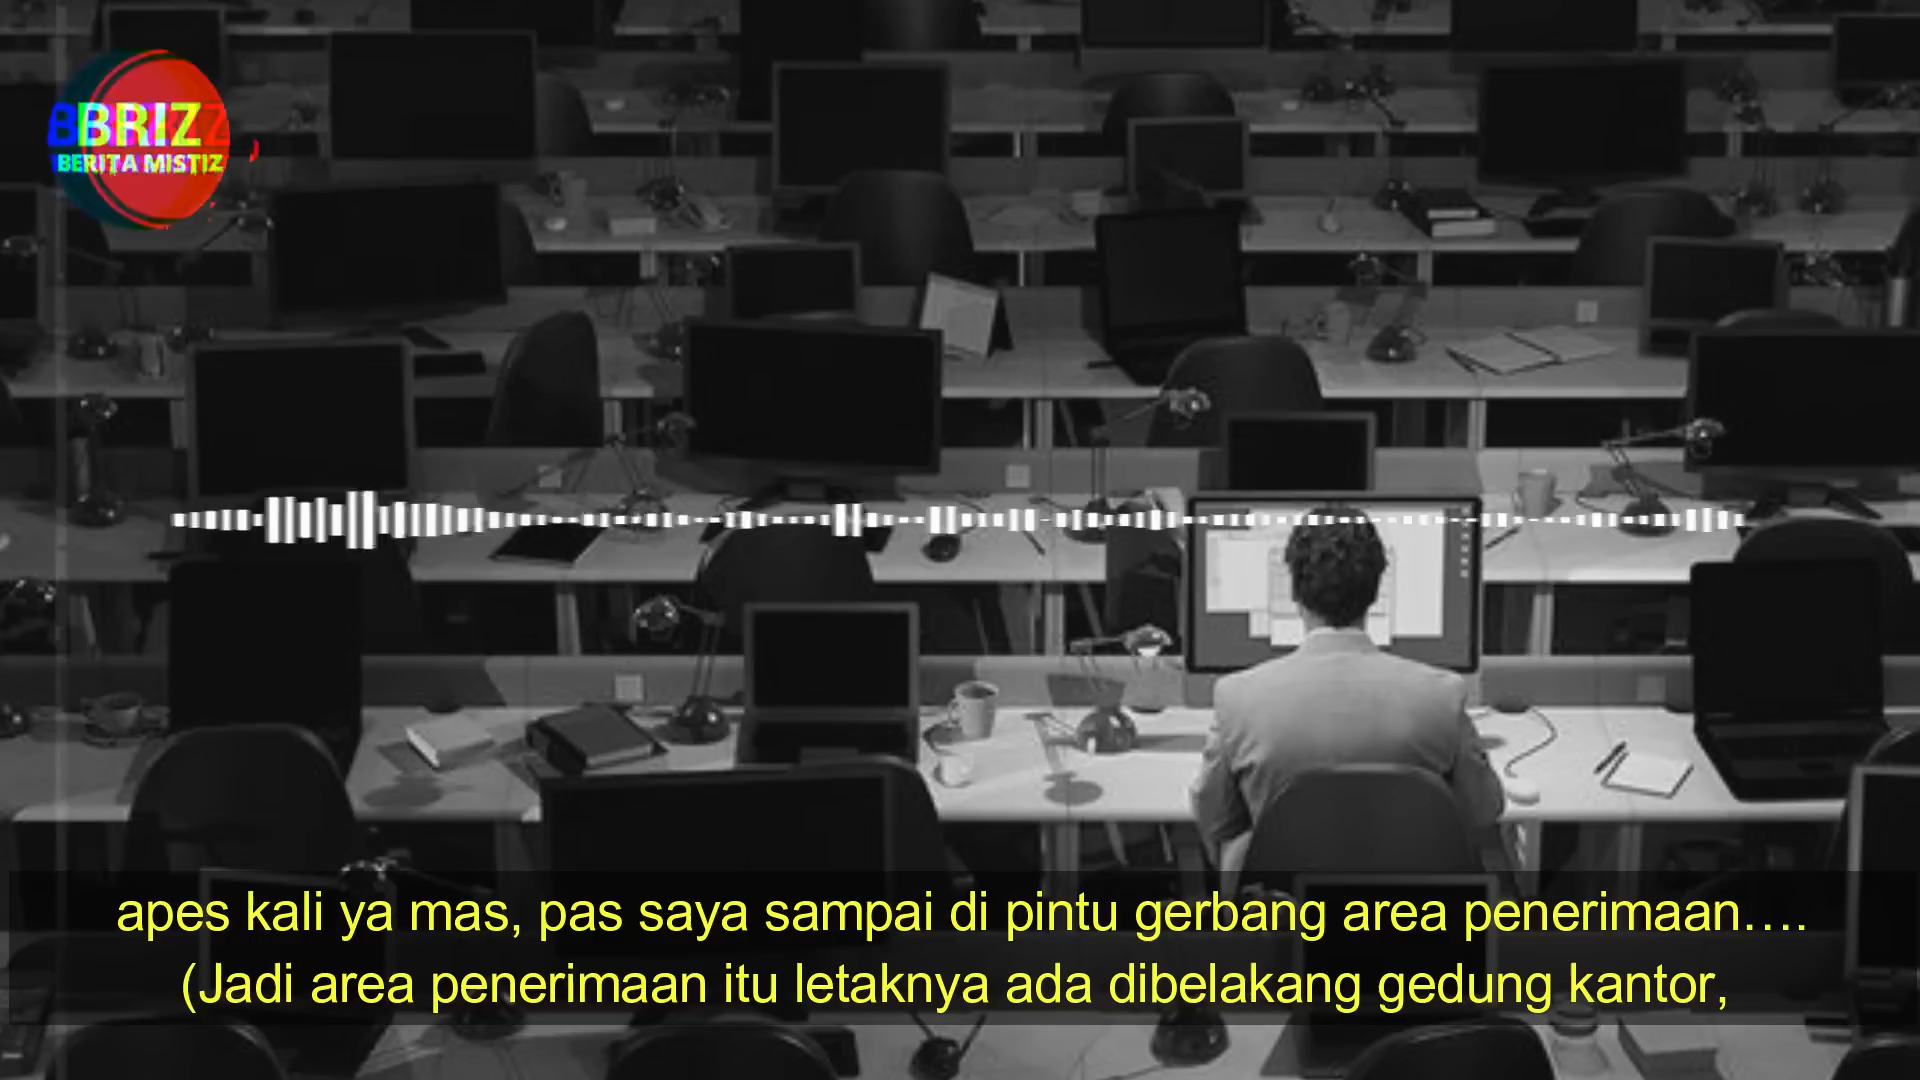 BRIZ
BERITA MISTIZ
apes kali ya mas, pas saya sampai di pintu gerbang area penerimaan….
(Jadi area penerimaan itu letaknya ada dibelakang gedung kantor,